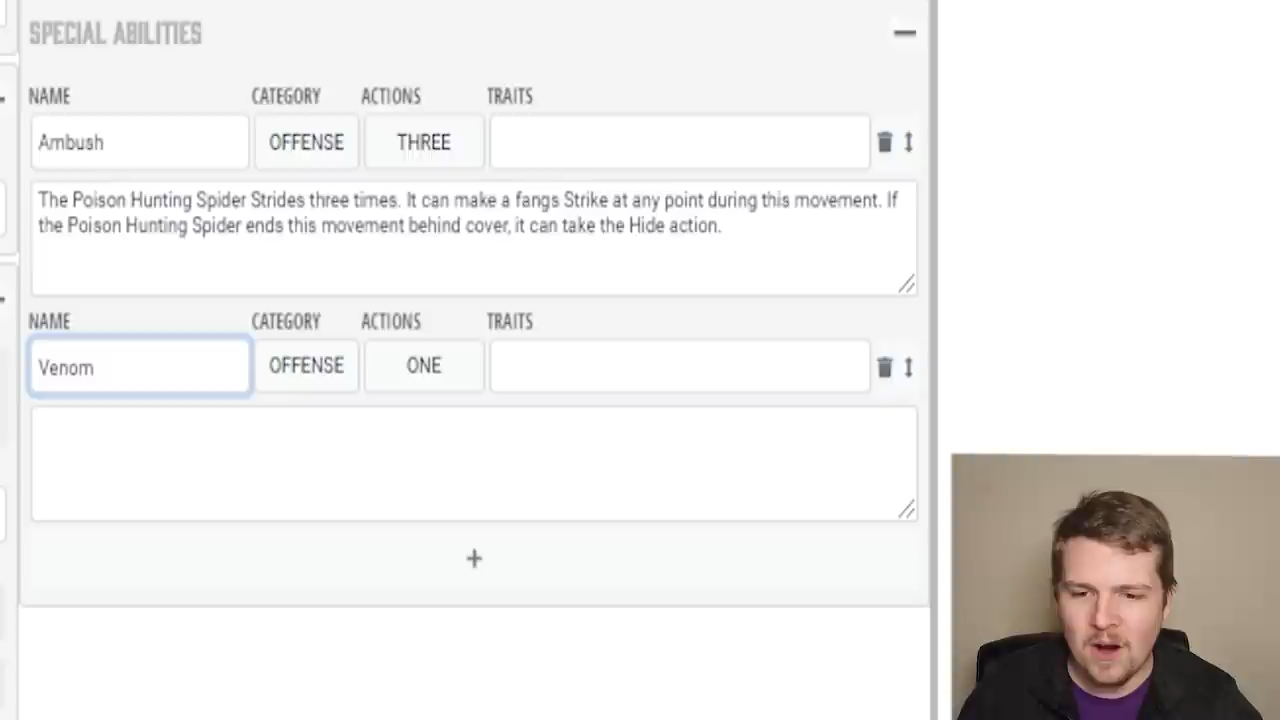 SPECIAL ABILITIES
NAME CATEGORY ACTIONS TRAITS
Ambush OFFENSE THREE
The Poison Hunting Spider Strides three times. It can make a fangs Strike at any point during this movement. If
the Poison Hunting Spider ends this movement behind cover, it can take the Hide action.
NAME CATEGORY ACTIONS TRAITS
Venom OFFENSE ONE
+